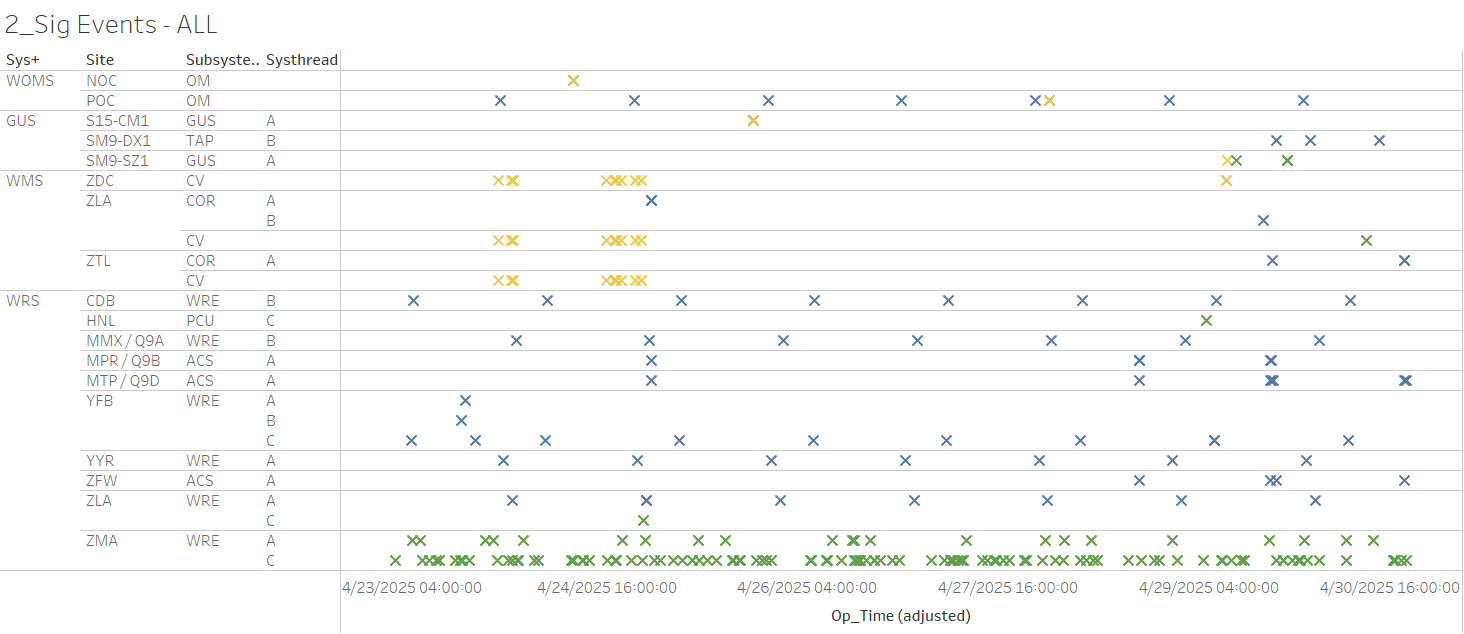 2_Sig Events - ALL
Sys+ Site Subsyste.. Systhread
WOMS NOC OM
POC OM
GUS S15-CM1 GUS A
SM9-DX1 TAP B
SM9-SZ1 GUS A
WMS ZDC CV
ZLA COR A
B
CV
ZTL COR A
CV
WRS CDB WRE B
HNL PCU C
MMX / Q9A WRE B
MPR / Q9B ACS A
MTP / Q9D ACS A
YFB WRE A
B
C
YYR WRE A
ZFW ACS A
ZLA WRE A
C
ZMA WRE A
C
4/23/2025 04:00:00 4/24/2025 16:00:00 4/26/2025 04:00:00 4/27/2025 16:00:00 4/29/2025 04:00:00 4/30/2025 16:00:00
Op_Time (adjusted)